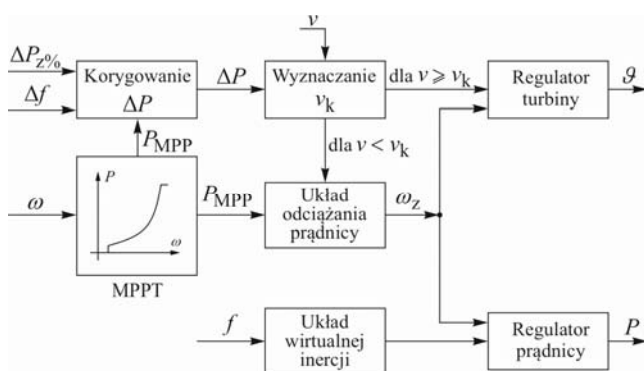 v
ΔP_z%
Δf
Korygowanie
ΔP
ΔP
Wyznaczanie
v_k
dla v ⩾ v_k
Regulator
turbiny
ϑ
P_MPP
dla v < v_k
ω
P
ω
MPPT
P_MPP
Układ
odciążania
prądnicy
ω_z
f
Układ
wirtualnej
inercji
Regulator
prądnicy
P